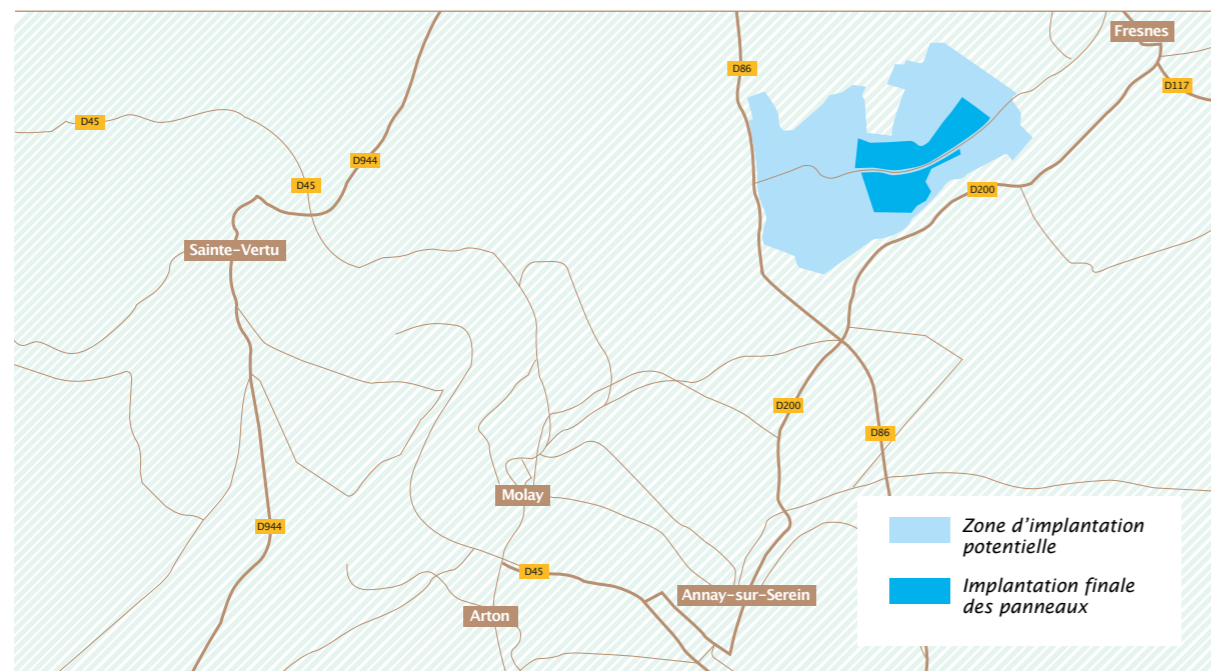 Fresnes
D86
D117
D45
D944
D45
D200
Sainte-Vertu
D200
D86
Molay
D944
Zone d'implantation
potentielle
D45
Implantation finale
des panneaux
Annay-sur-Serein
Arton